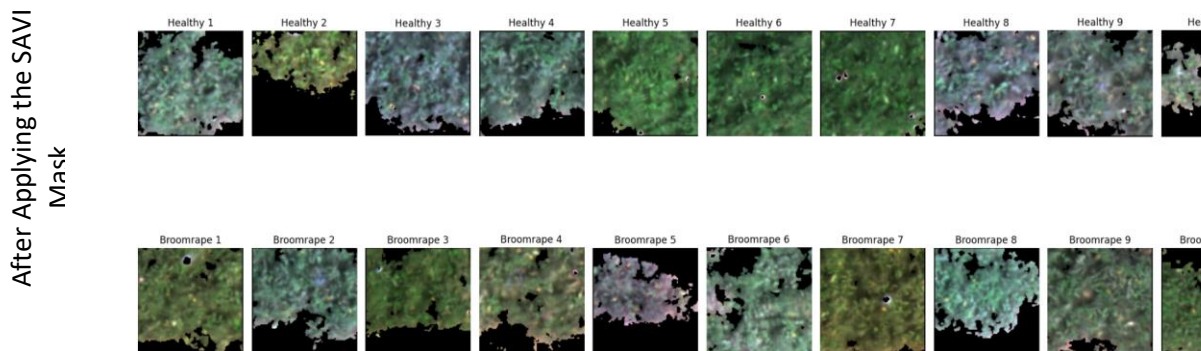 After Applying the SAVI
Mask
Healthy 1 Healthy 2 Healthy 3 Healthy 4 Healthy 5 Healthy 6 Healthy 7 Healthy 8 Healthy 9 He
Broomrape 1 Broomrape 2 Broomrape 3 Broomrape 4 Broomrape 5 Broomrape 6 Broomrape 7 Broomrape 8 Broomrape 9 Broo